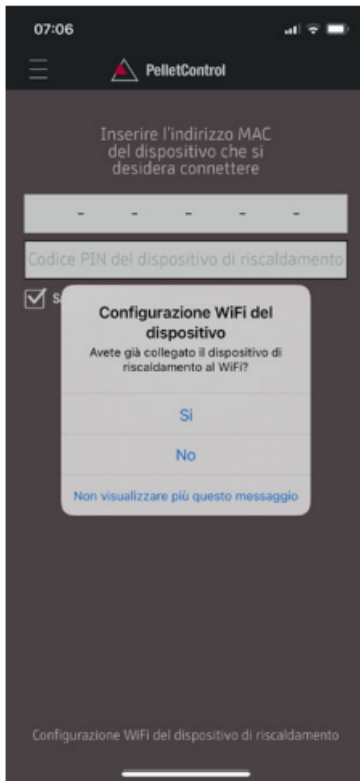 07:06
PelletControl
Inserire l'indirizzo MAC
del dispositivo che si
desidera connettere
- - - - -
Codice PIN del dispositivo di riscaldamento
Configurazione WiFi del
dispositivo
Avete già collegato il dispositivo di
riscaldamento al WiFi?
Si
No
Non visualizzare più questo messaggio
Configurazione WiFi del dispositivo di riscaldamento